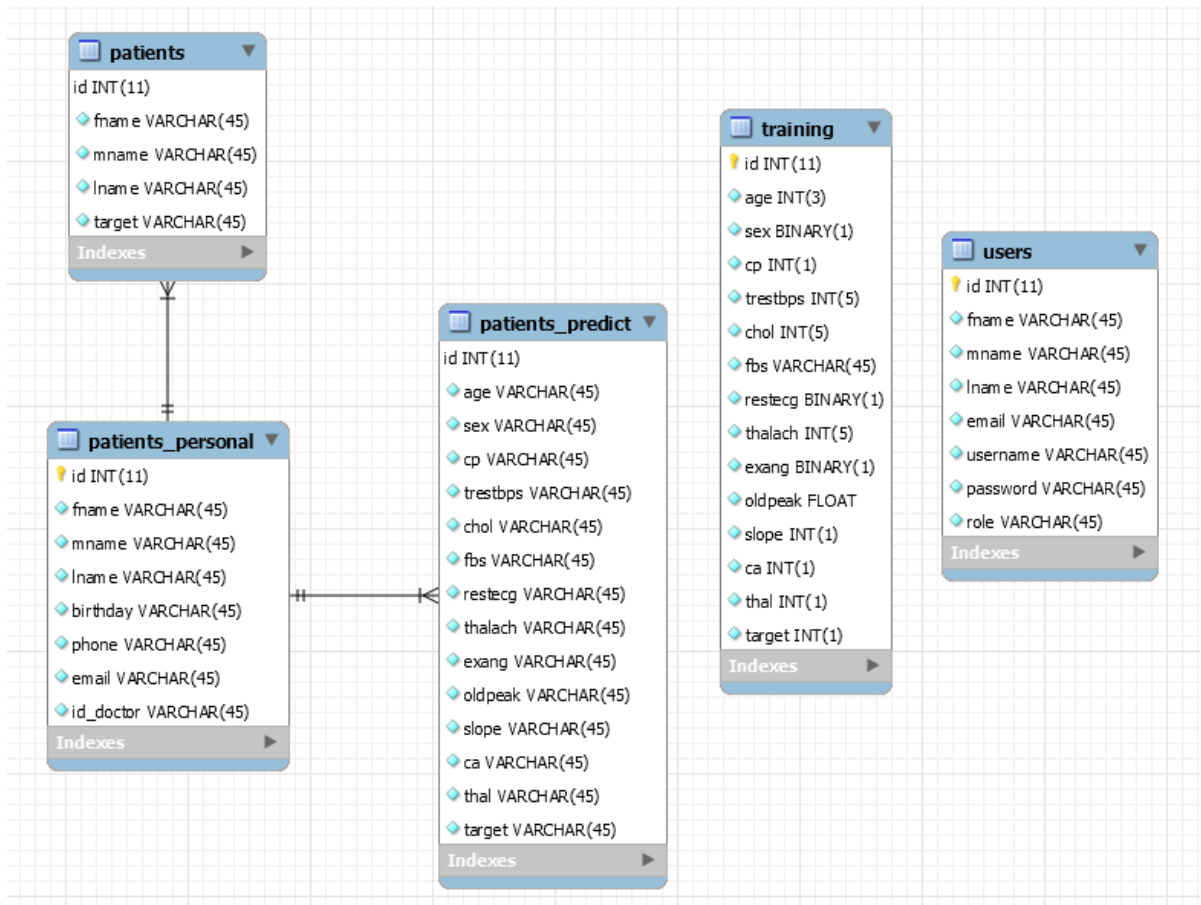 patients
id INT(11)
fname VARCHAR(45)
mname VARCHAR(45)
lname VARCHAR(45)
target VARCHAR(45)
Indexes
patients_personal
id INT(11)
fname VARCHAR(45)
mname VARCHAR(45)
lname VARCHAR(45)
birthday VARCHAR(45)
phone VARCHAR(45)
email VARCHAR(45)
id_doctor VARCHAR(45)
Indexes
patients_predict
id INT(11)
age VARCHAR(45)
sex VARCHAR(45)
cp VARCHAR(45)
trestbps VARCHAR(45)
chol VARCHAR(45)
fbs VARCHAR(45)
restecg VARCHAR(45)
thalach VARCHAR(45)
exang VARCHAR(45)
oldpeak VARCHAR(45)
slope VARCHAR(45)
ca VARCHAR(45)
thal VARCHAR(45)
target VARCHAR(45)
Indexes
training
id INT(11)
age INT(3)
sex BINARY(1)
cp INT(1)
trestbps INT(5)
chol INT(5)
fbs VARCHAR(45)
restecg BINARY(1)
thalach INT(5)
exang BINARY(1)
oldpeak FLOAT
slope INT(1)
ca INT(1)
thal INT(1)
target INT(1)
Indexes
users
id INT(11)
fname VARCHAR(45)
mname VARCHAR(45)
lname VARCHAR(45)
email VARCHAR(45)
username VARCHAR(45)
password VARCHAR(45)
role VARCHAR(45)
Indexes